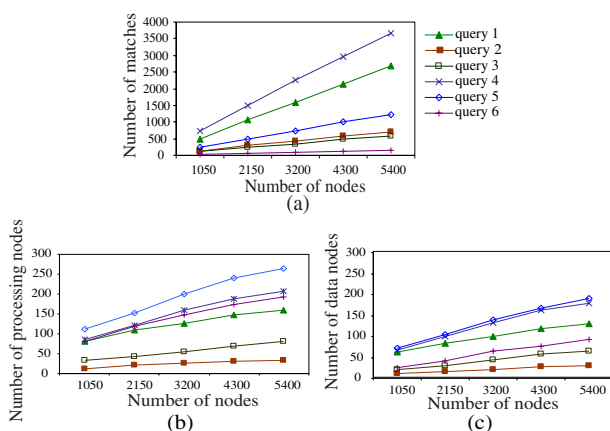 Number of matches
4000
3500
3000
2500
2000
1500
1000
500
0
1050 2150 3200 4300 5400
Number of nodes
(a)
query 1
query 2
query 3
query 4
query 5
query 6
Number of processing nodes
300
250
200
150
100
50
0
1050 2150 3200 4300 5400
Number of nodes
(b)
Number of data nodes
300
250
200
150
100
50
0
1050 2150 3200 4300 5400
Number of nodes
(c)